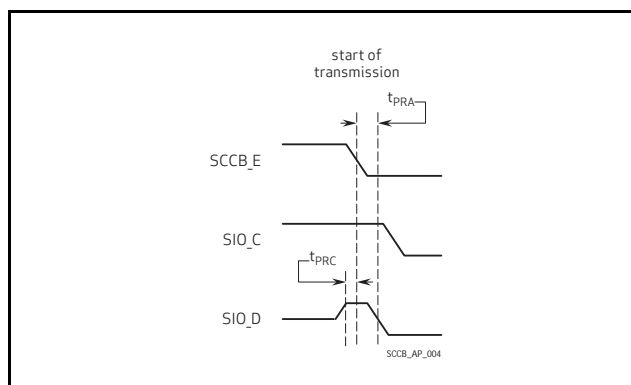 start of
transmission
tPRA
SCCB_E
SIO_C
tPRC
SIO_D
SCCB_AP_004